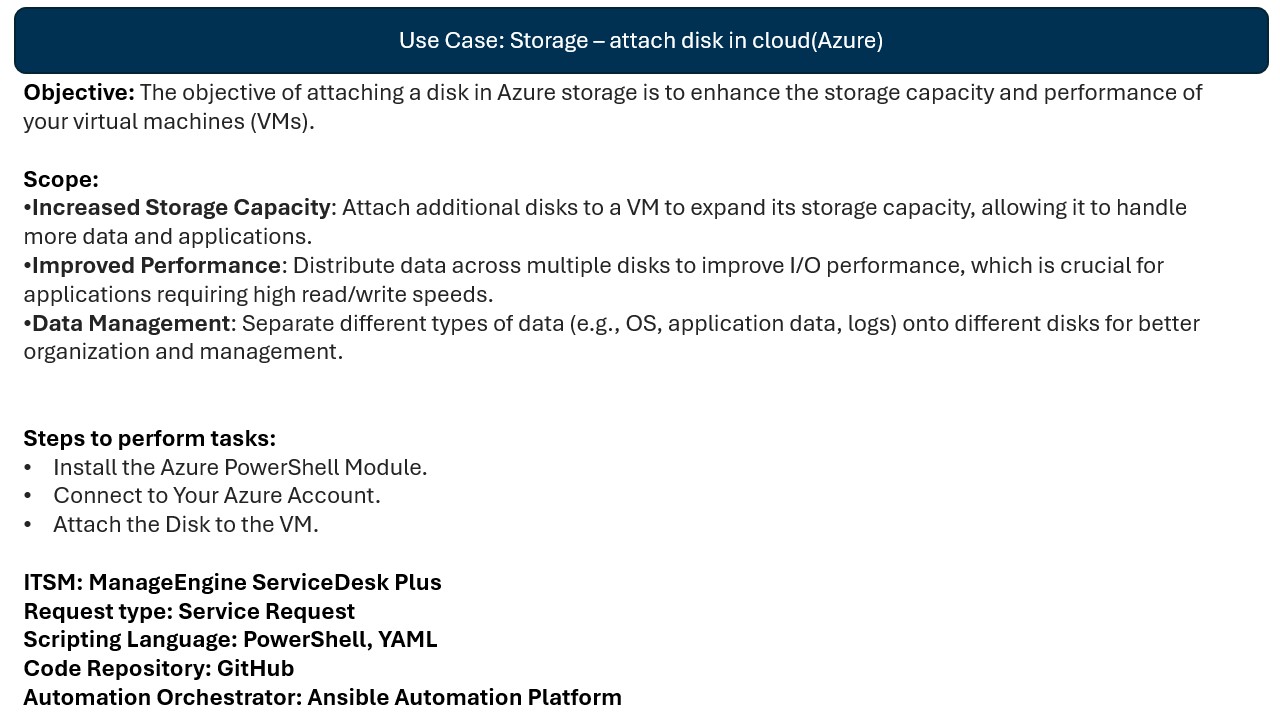 Use Case: Storage – attach disk in cloud(Azure)
Objective: The objective of attaching a disk in Azure storage is to enhance the storage capacity and performance of
your virtual machines (VMs).
Scope:
•Increased Storage Capacity: Attach additional disks to a VM to expand its storage capacity, allowing it to handle
more data and applications.
•Improved Performance: Distribute data across multiple disks to improve I/O performance, which is crucial for
applications requiring high read/write speeds.
•Data Management: Separate different types of data (e.g., OS, application data, logs) onto different disks for better
organization and management.
Steps to perform tasks:
• Install the Azure PowerShell Module.
• Connect to Your Azure Account.
• Attach the Disk to the VM.
ITSM: ManageEngine ServiceDesk Plus
Request type: Service Request
Scripting Language: PowerShell, YAML
Code Repository: GitHub
Automation Orchestrator: Ansible Automation Platform